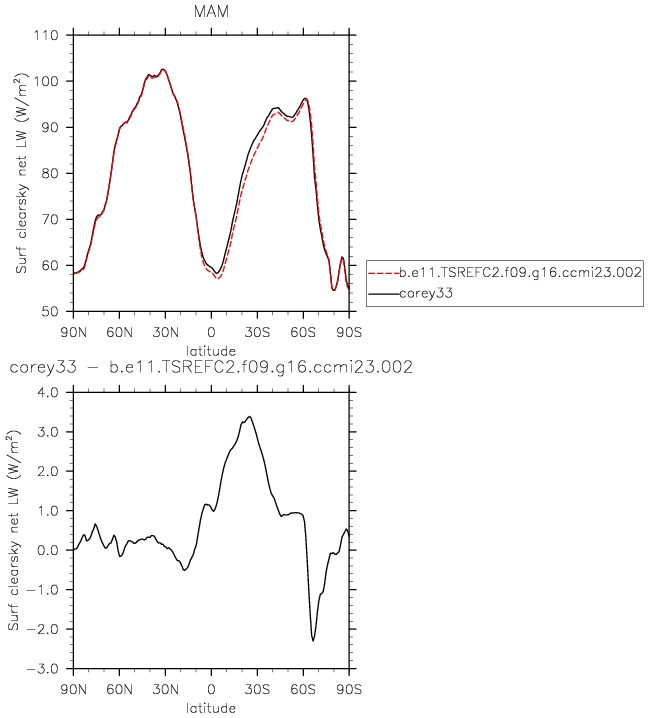 MAM
110
100
90
80
70
60
50
Surf clearsky net LW (W/m²)
90N 60N 30N 0 30S 60S 90S
latitude
b.e11.TSREFC2.f09.g16.ccmi23.002
corey33
corey33 − b.e11.TSREFC2.f09.g16.ccmi23.002
4.0
3.0
2.0
1.0
0.0
−1.0
−2.0
−3.0
Surf clearsky net LW (W/m²)
90N 60N 30N 0 30S 60S 90S
latitude